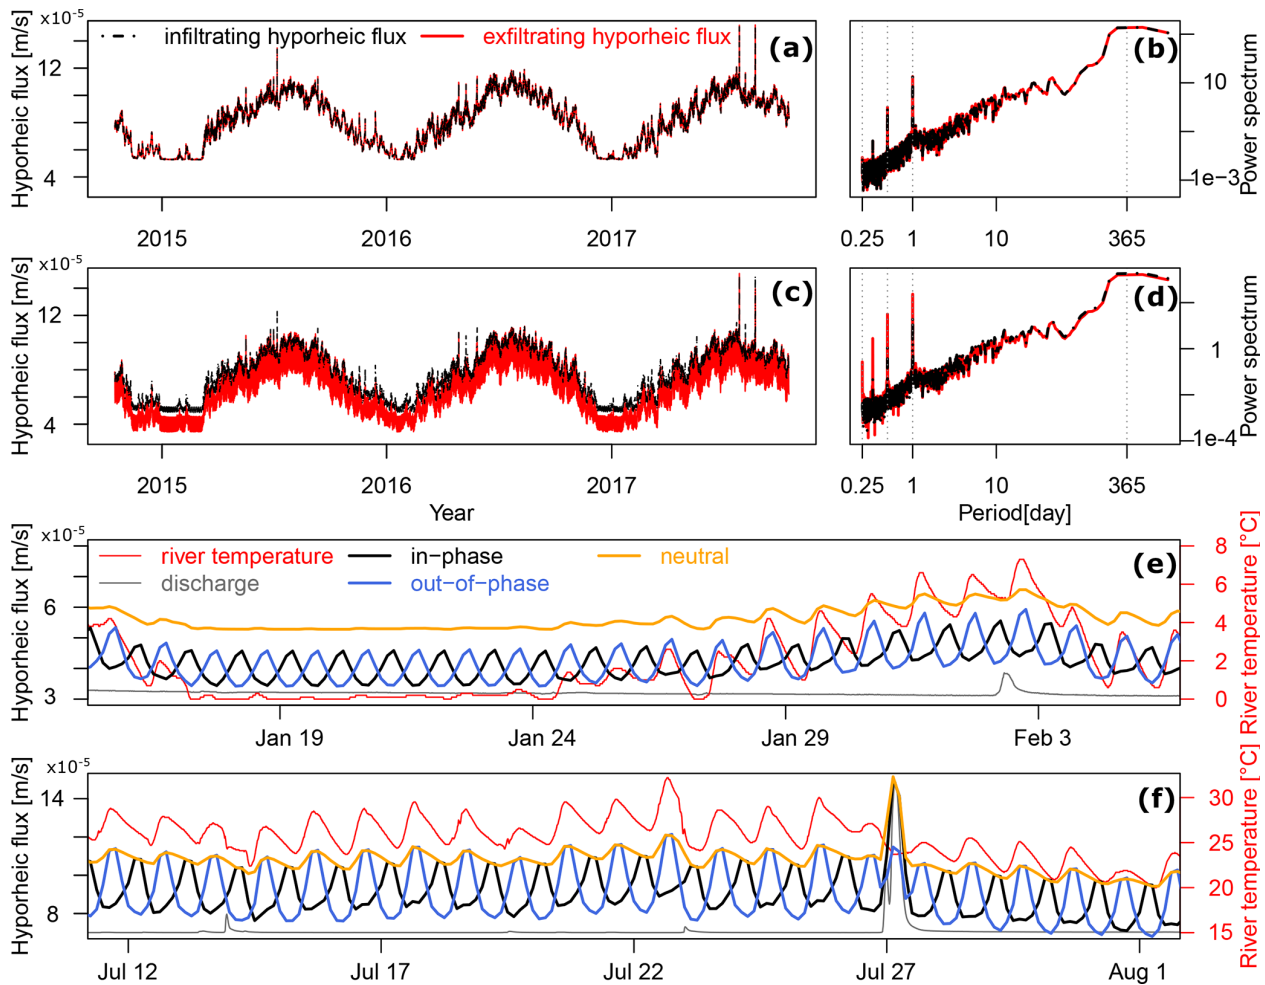 x10⁻⁵
Hyporheic flux [m/s]
12
4
infiltrating hyporheic flux
exfiltrating hyporheic flux
(a)
2015
2016
2017
(b)
10
1e−3
Power spectrum
0.25
1
10
365
x10⁻⁵
Hyporheic flux [m/s]
12
4
(c)
2015
2016
2017
Year
(d)
1
1e-4
Power spectrum
0.25
1
10
365
Period[day]
x10⁻⁵
Hyporheic flux [m/s]
6
3
river temperature
in−phase
neutral
discharge
out−of−phase
(e)
8
6
4
2
0
River temperature [°C]
Jan 19
Jan 24
Jan 29
Feb 3
x10⁻⁵
Hyporheic flux [m/s]
14
8
(f)
30
25
20
15
River temperature [°C]
Jul 12
Jul 17
Jul 22
Jul 27
Aug 1